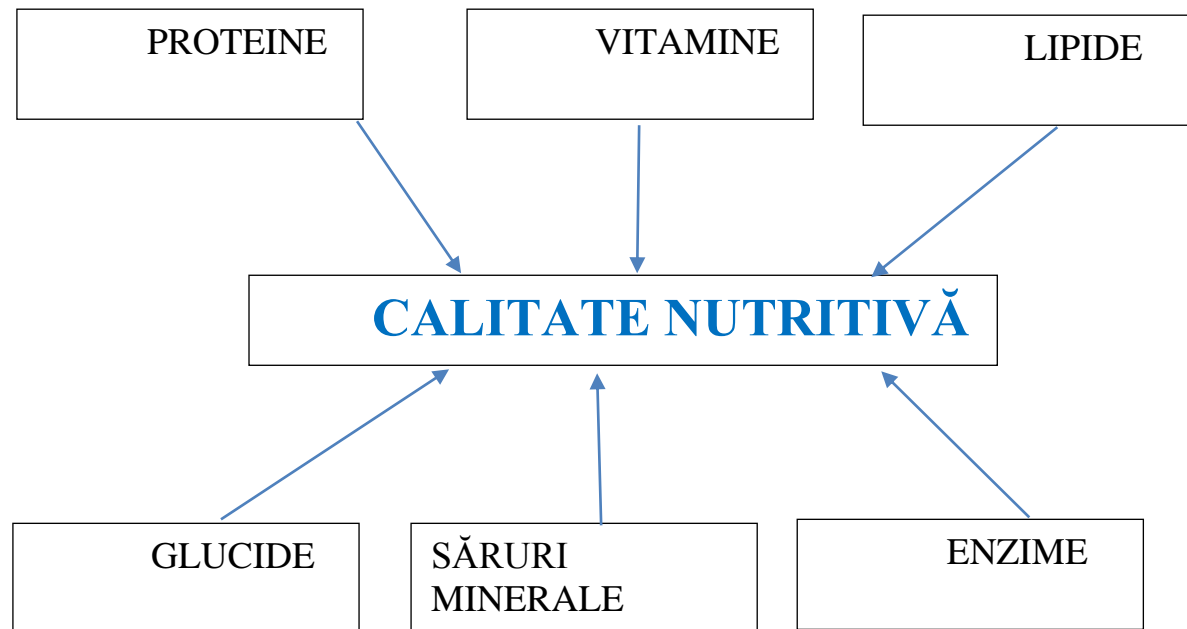 PROTEINE
VITAMINE
LIPIDE
CALITATE NUTRITIVĂ
GLUCIDE
SĂRURI
MINERALE
ENZIME